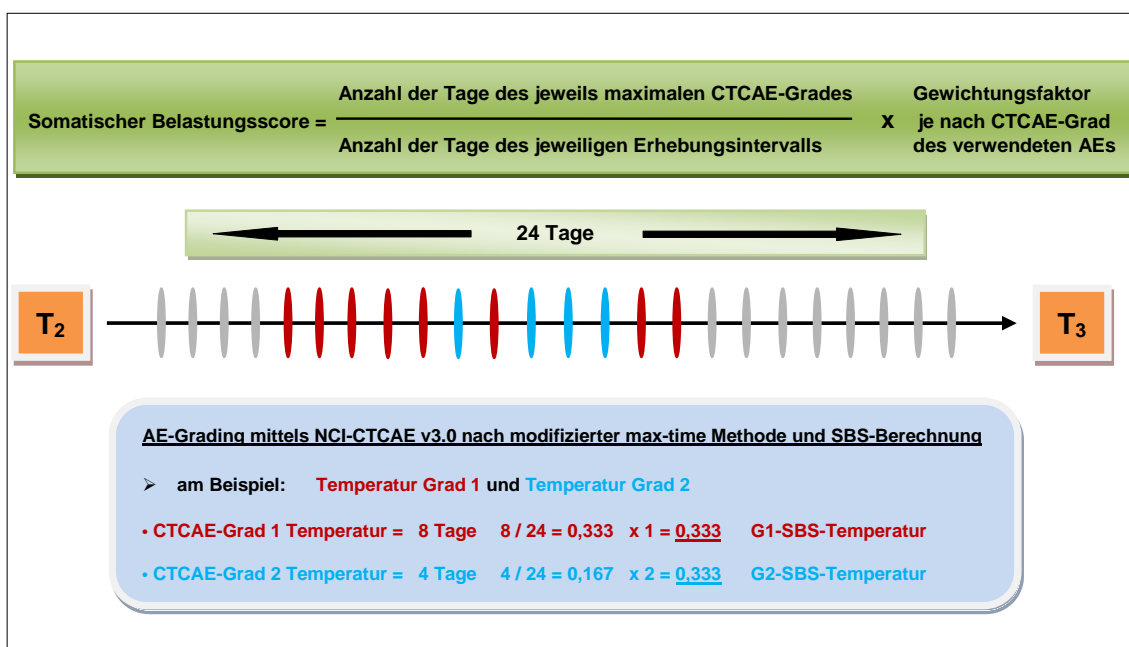 Anzahl der Tage des jeweils maximalen CTCAE-Grades Gewichtungsfaktor
Somatischer Belastungsscore = x je nach CTCAE-Grad
Anzahl der Tage des jeweiligen Erhebungsintervalls des verwendeten AEs
24 Tage
T2 T3
AE-Grading mittels NCI-CTCAE v3.0 nach modifizierter max-time Methode und SBS-Berechnung
➢ am Beispiel: Temperatur Grad 1 und Temperatur Grad 2
• CTCAE-Grad 1 Temperatur = 8 Tage 8 / 24 = 0,333 x 1 = 0,333 G1-SBS-Temperatur
• CTCAE-Grad 2 Temperatur = 4 Tage 4 / 24 = 0,167 x 2 = 0,333 G2-SBS-Temperatur